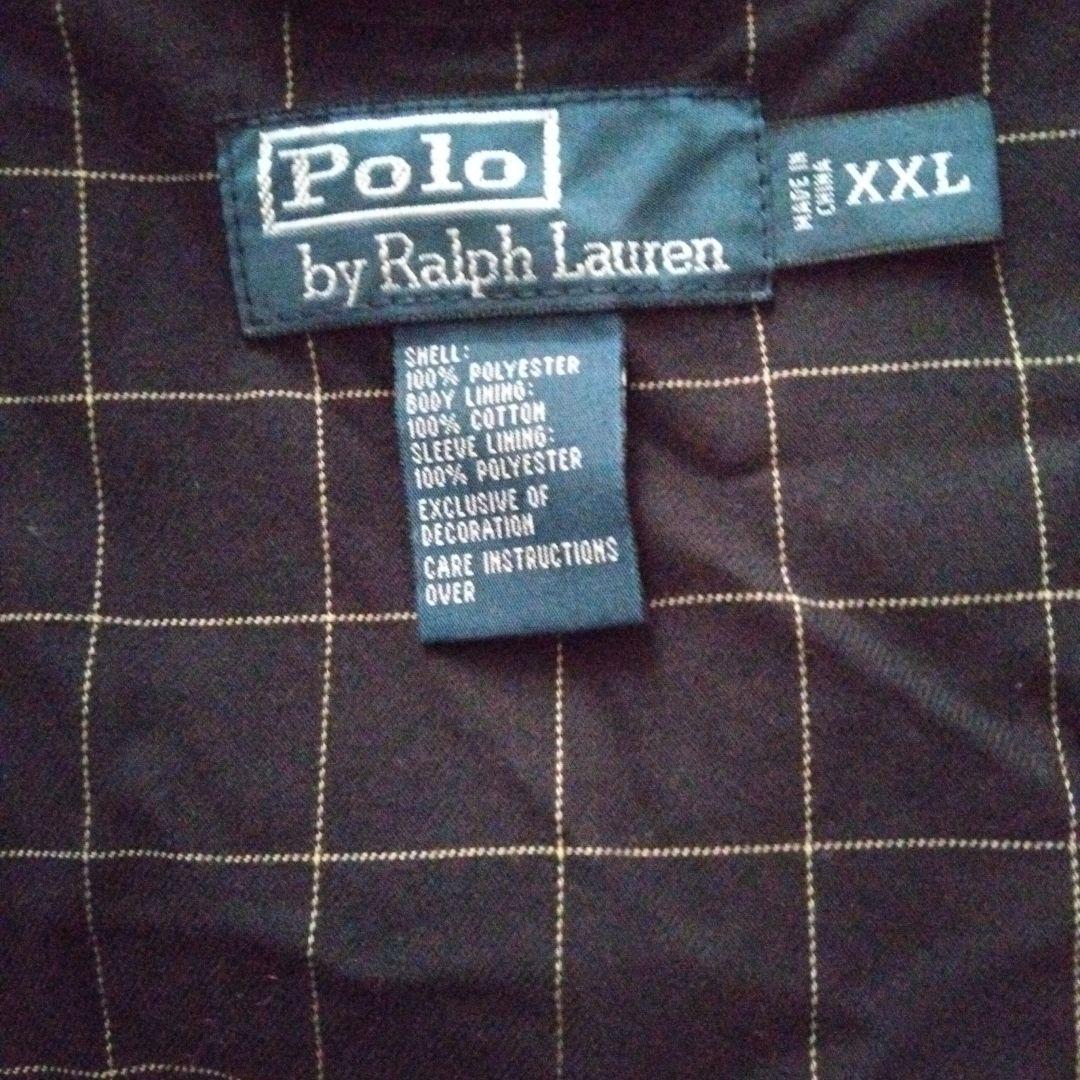 Polo
by Ralph Lauren
MADE IN
CHINA
XXL
SHELL:
100% POLYESTER
BODY LINING:
100% COTTON
SLEEVE LINING:
100% POLYESTER
EXCLUSIVE OF
DECORATION
CARE INSTRUCTIONS
OVER